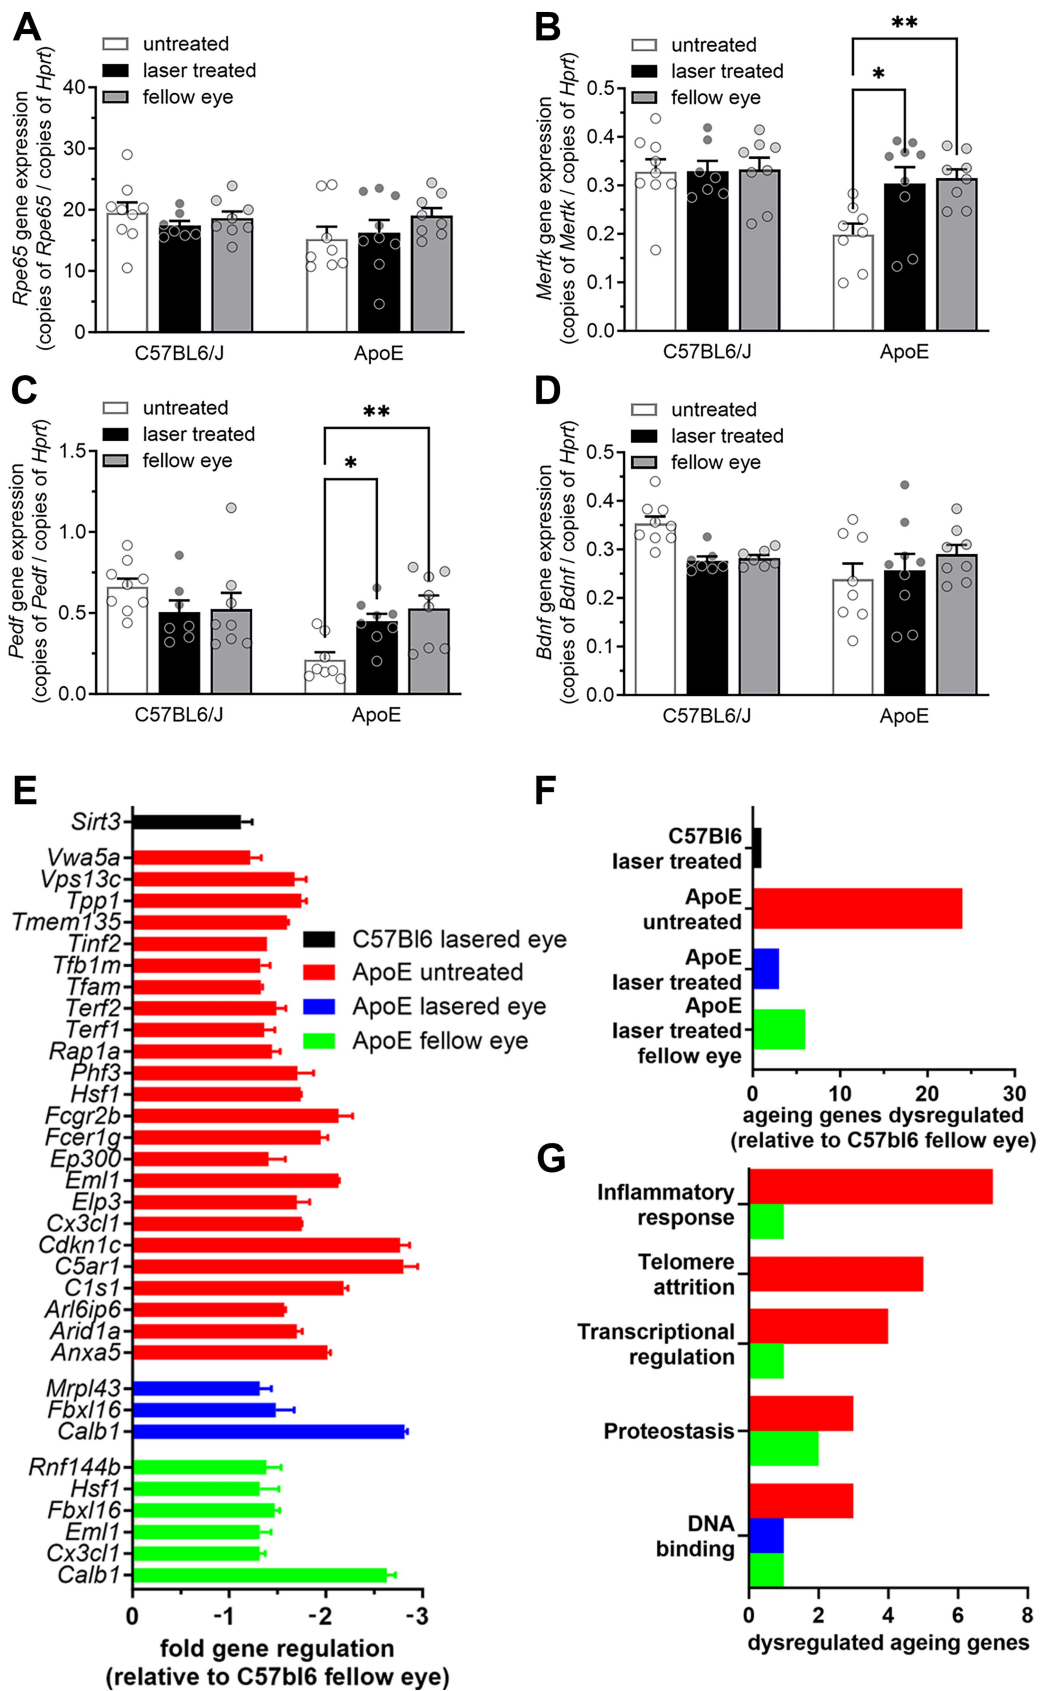 A
untreated
laser treated
fellow eye
Rpe65 gene expression
(copies of Rpe65 / copies of Hprt)
40
30
20
10
0
C57BL6/J
ApoE
B
untreated
laser treated
fellow eye
**
*
Mertk gene expression
(copies of Mertk / copies of Hprt)
0.5
0.4
0.3
0.2
0.1
0.0
C57BL6/J
ApoE
C
untreated
laser treated
fellow eye
**
*
Pedf gene expression
(copies of Pedf / copies of Hprt)
1.5
1.0
0.5
0.0
C57BL6/J
ApoE
D
untreated
laser treated
fellow eye
Bdnf gene expression
(copies of Bdnf / copies of Hprt)
0.5
0.4
0.3
0.2
0.1
0.0
C57BL6/J
ApoE
E
Sirt3
Vwa5a
Vps13c
Tpp1
Tmem135
Tinf2
Tfb1m
Tfam
Terf2
Terf1
Rap1a
Phf3
Hsf1
Fcgr2b
Fcer1g
Ep300
Eml1
Elp3
Cx3cl1
Cdkn1c
C5ar1
C1s1
Arl6ip6
Arid1a
Anxa5
Mrpl43
Fbxl16
Calb1
Rnf144b
Hsf1
Fbxl16
Eml1
Cx3cl1
Calb1
C57Bl6 lasered eye
ApoE untreated
ApoE lasered eye
ApoE fellow eye
0 -1 -2 -3
fold gene regulation
(relative to C57bl6 fellow eye)
F
C57Bl6
laser treated
ApoE
untreated
ApoE
laser treated
ApoE
laser treated
fellow eye
0 10 20 30
ageing genes dysregulated
(relative to C57bl6 fellow eye)
G
Inflammatory
response
Telomere
attrition
Transcriptional
regulation
Proteostasis
DNA
binding
0 2 4 6 8
dysregulated ageing genes